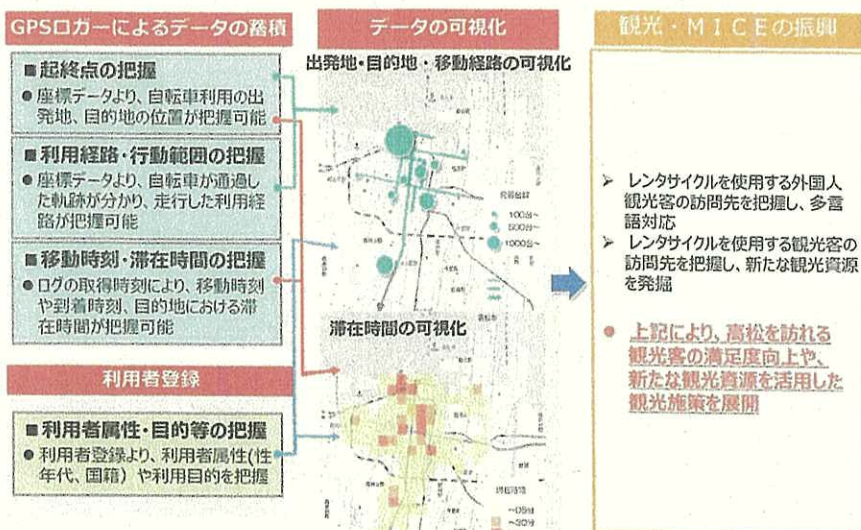 GPSロガーによるデータの蓄積
■起終点の把握
● 座標データより、自転車利用の出
発地、目的地の位置が把握可能
■利用経路・行動範囲の把握
● 座標データより、自転車が通過し
た軌跡が分かり、走行した利用経
路が把握可能
■移動時刻・滞在時間の把握
● ログの取得時刻により、移動時刻
や到着時刻、目的地における滞
在時間が把握可能
利用者登録
■利用者属性・目的等の把握
● 利用者登録より、利用者属性(性
年代、国籍)や利用目的を把握
データの可視化
出発地・目的地・移動経路の可視化
100台~
500台~
1000台~
滞在時間の可視化
~30分
観光・MICEの振興
➢ レンタサイクルを使用する外国人
観光客の訪問先を把握し、多言
語対応
➢ レンタサイクルを使用する観光客の
訪問先を把握し、新たな観光資源
を発掘
● 上記により、高松を訪れる
観光客の満足度向上や、
新たな観光資源を活用した
観光施策を展開